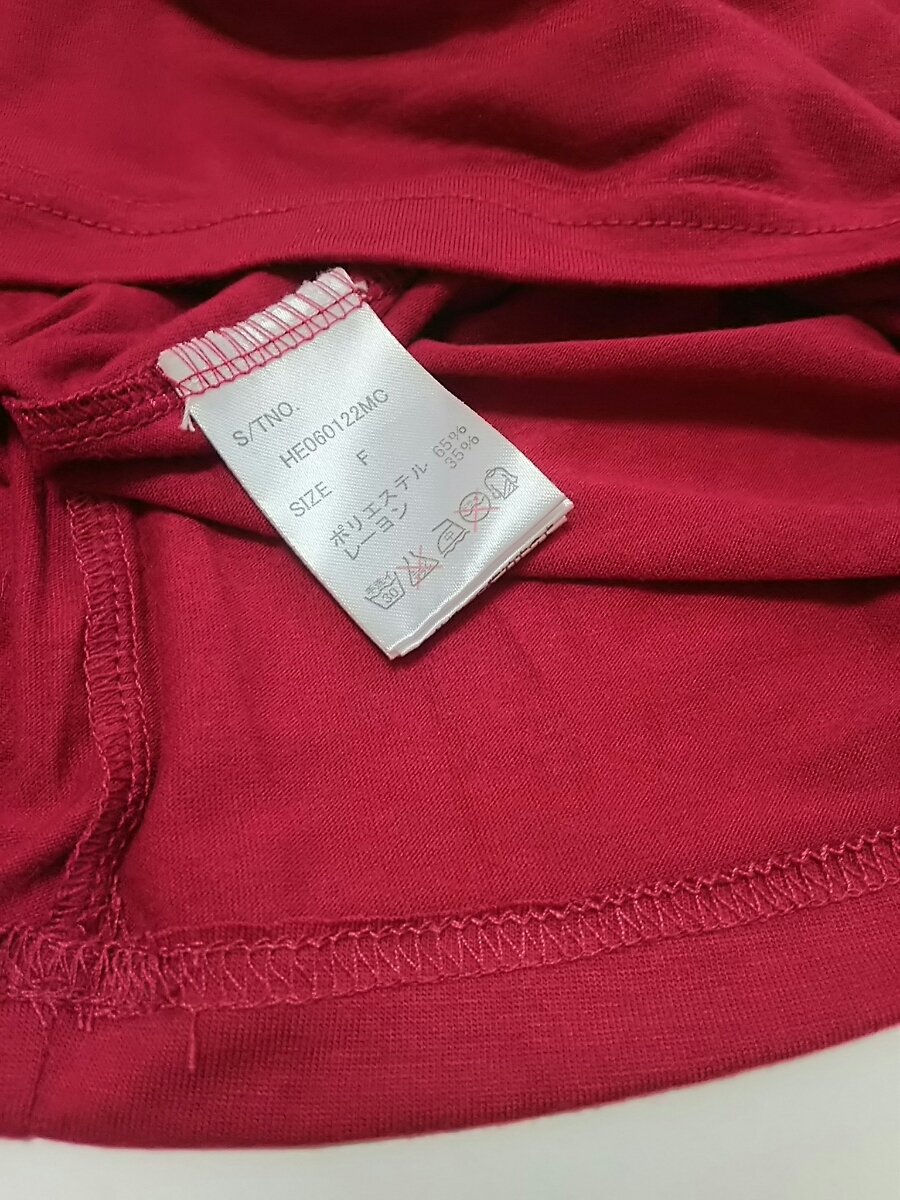 S/TNO.
HE060122MC
SIZE F
ポリエステル 65%
レーヨン 35%
30